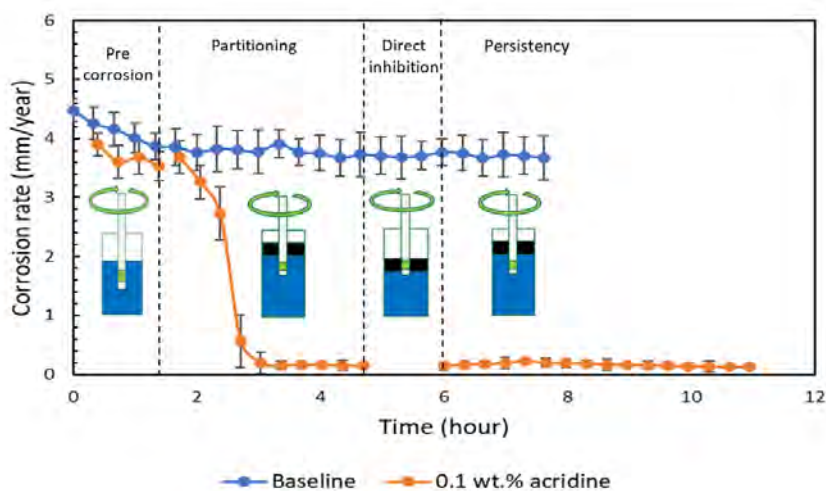 6
Pre
corrosion
Partitioning
Direct
inhibition
Persistency
5
4
3
2
1
0
Corrosion rate (mm/year)
0 2 4 6 8 10 12
Time (hour)
Baseline 0.1 wt.% acridine